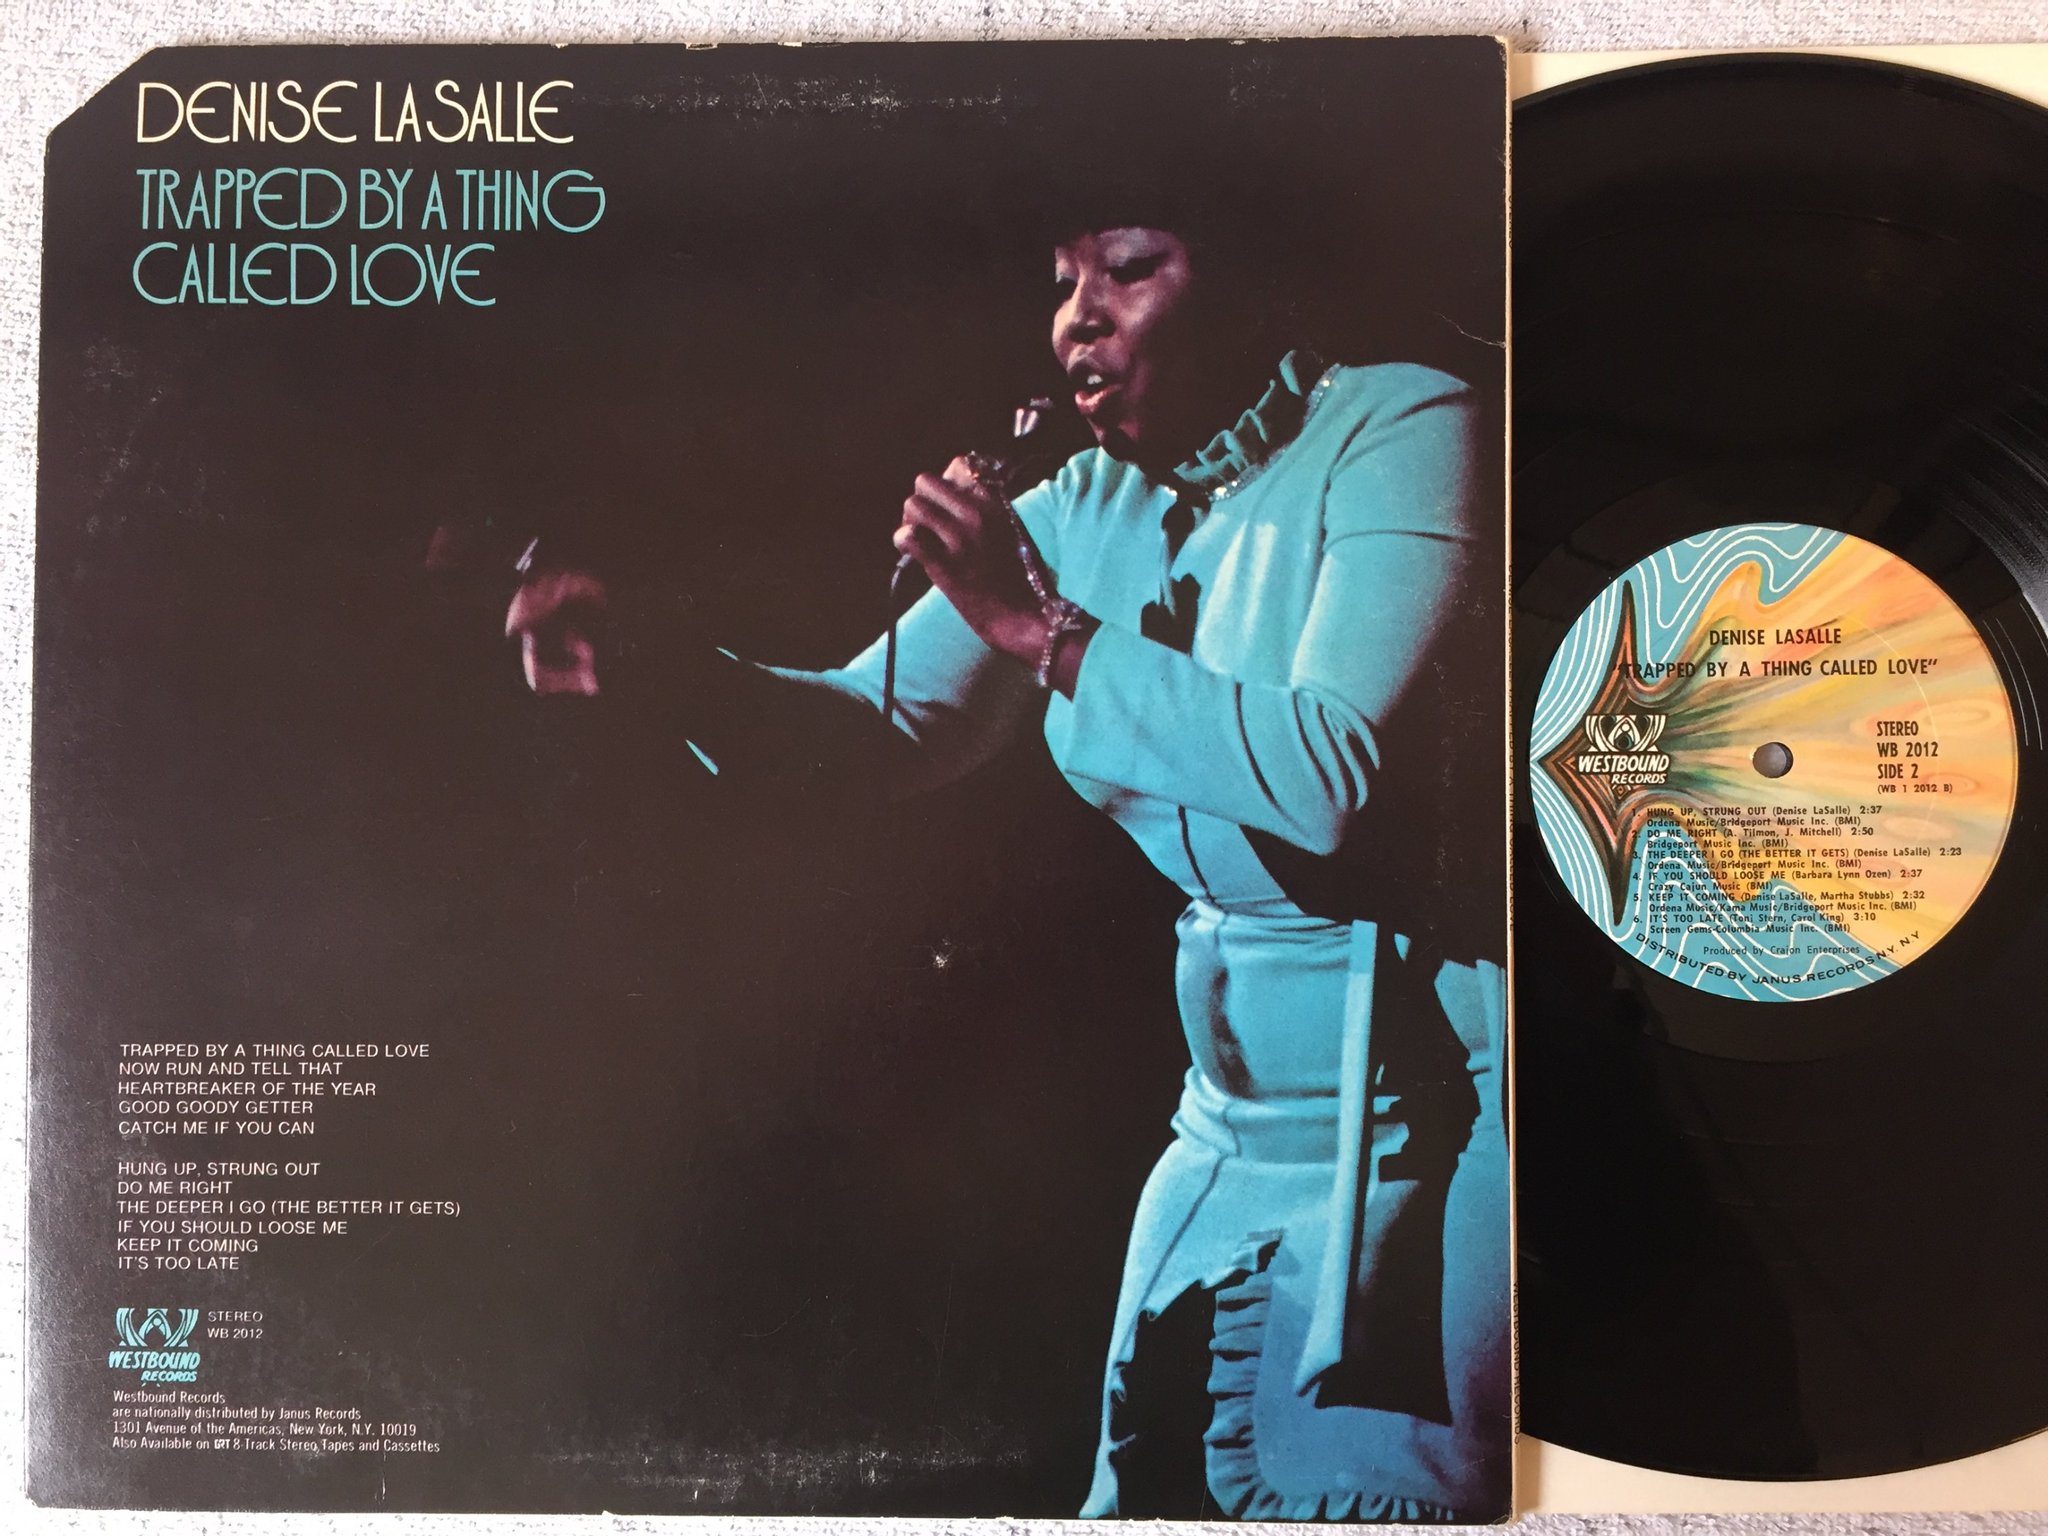 DENISE LASALLE
TRAPPED BY A THING
CALLED LOVE
TRAPPED BY A THING CALLED LOVE
NOW RUN AND TELL THAT
HEARTBREAKER OF THE YEAR
GOOD GOODY GETTER
CATCH ME IF YOU CAN
HUNG UP, STRUNG OUT
DO ME RIGHT
THE DEEPER I GO (THE BETTER IT GETS)
IF YOU SHOULD LOOSE ME
KEEP IT COMING
IT'S TOO LATE
STEREO
WB 2012
WESTBOUND
RECORDS
Westbound Records
are nationally distributed by Janus Records
1301 Avenue of the Americas, New York, N.Y. 10019
Also Available on GRT 8-Track Stereo Tapes and Cassettes
DENISE LASALLE
"TRAPPED BY A THING CALLED LOVE"
STEREO
WB 2012
SIDE 2
(WB 1 2012 B)
WESTBOUND
RECORDS
1. HUNG UP, STRUNG OUT (Denise LaSalle) 2:37
Ordena Music/Bridgeport Music Inc. (BMI)
2. DO ME RIGHT (A. Tilmon, J. Mitchell) 2:50
Bridgeport Music Inc. (BMI)
3. THE DEEPER I GO (THE BETTER IT GETS) (Denise LaSalle) 2:23
Ordena Music/Bridgeport Music Inc. (BMI)
4. IF YOU SHOULD LOOSE ME (Barbara Lynn Ozen) 2:37
Crazy Cajun Music (BMI)
5. KEEP IT COMING (Denise LaSalle, Martha Stubbs) 2:32
Ordena Music/Kama Music/Bridgeport Music Inc. (BMI)
6. IT'S TOO LATE (Toni Stern, Carol King) 3:10
Screen Gems-Columbia Music Inc. (BMI)
Produced by Crajon Enterprises
DISTRIBUTED BY JANUS RECORDS N.Y. N.Y